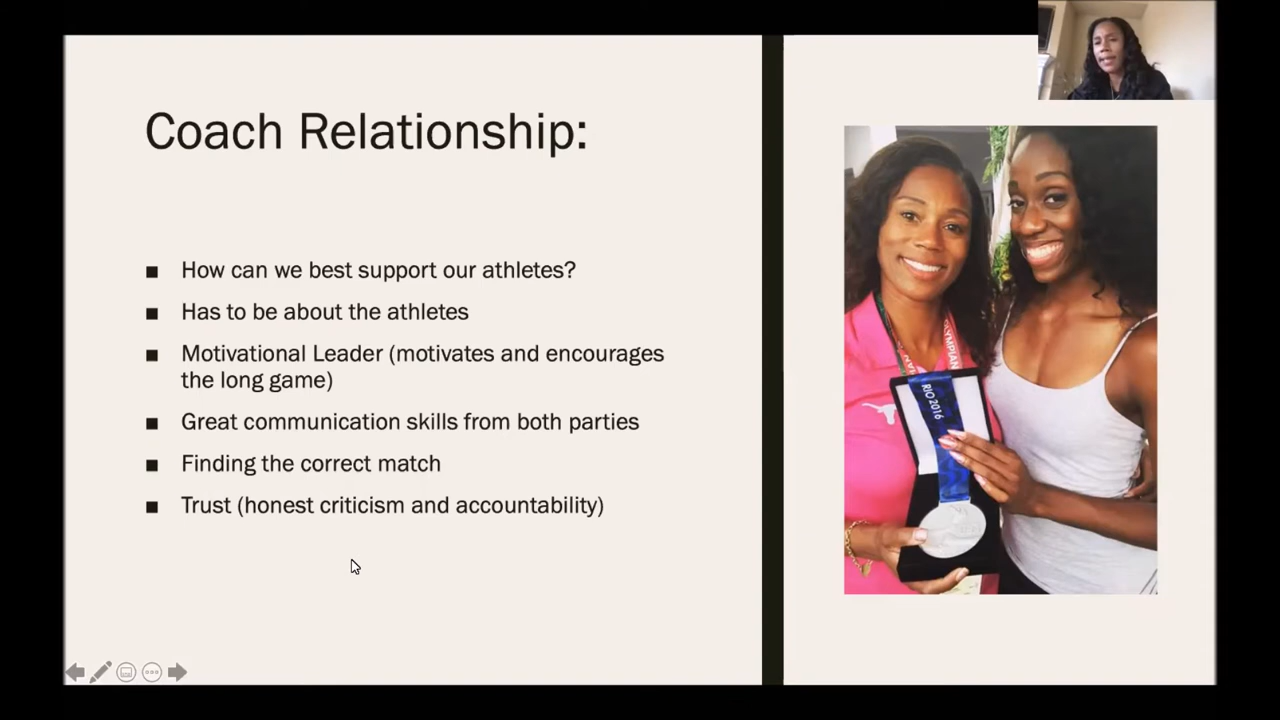 Coach Relationship:
■ How can we best support our athletes?
■ Has to be about the athletes
■ Motivational Leader (motivates and encourages
the long game)
■ Great communication skills from both parties
■ Finding the correct match
■ Trust (honest criticism and accountability)
OLYMPIAN
RIO 2016